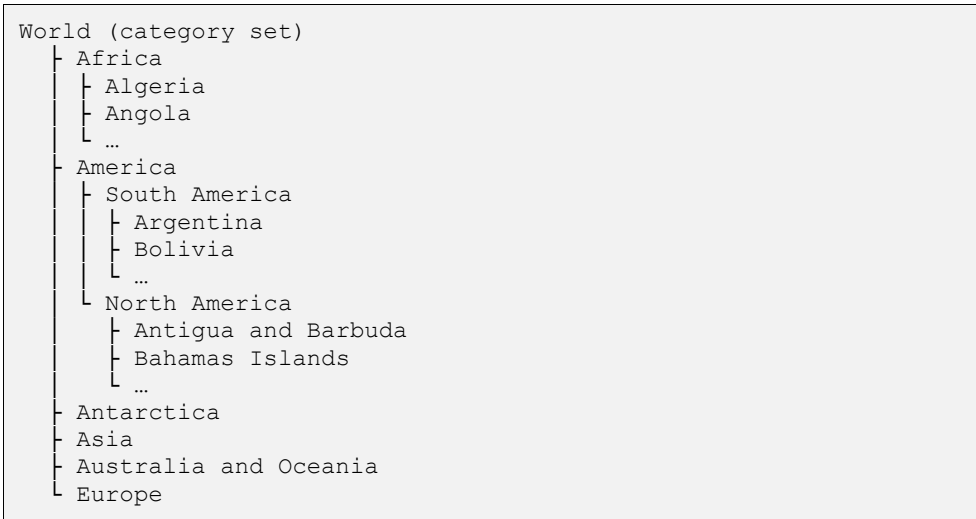 World (category set)
├ Africa
│ ├ Algeria
│ ├ Angola
│ └ …
├ America
│ ├ South America
│ │ ├ Argentina
│ │ ├ Bolivia
│ │ └ …
│ └ North America
│   ├ Antigua and Barbuda
│   ├ Bahamas Islands
│   └ …
├ Antarctica
├ Asia
├ Australia and Oceania
└ Europe